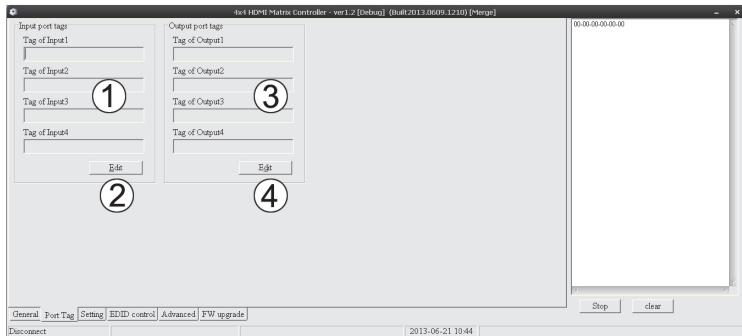 4x4 HDMI Matrix Controller - ver1.2 [Debug] (Built2013.0609.1210) [Merge]
Input port tags
Tag of Input1
Tag of Input2
1
Tag of Input3
Tag of Input4
Edit
2
Output port tags
Tag of Output1
Tag of Output2
3
Tag of Output3
Tag of Output4
Edit
4
00-00-00-00-00-00
Stop clear
General Port Tag Setting EDID control Advanced FW upgrade
Disconnect 2013-06-21 10:44